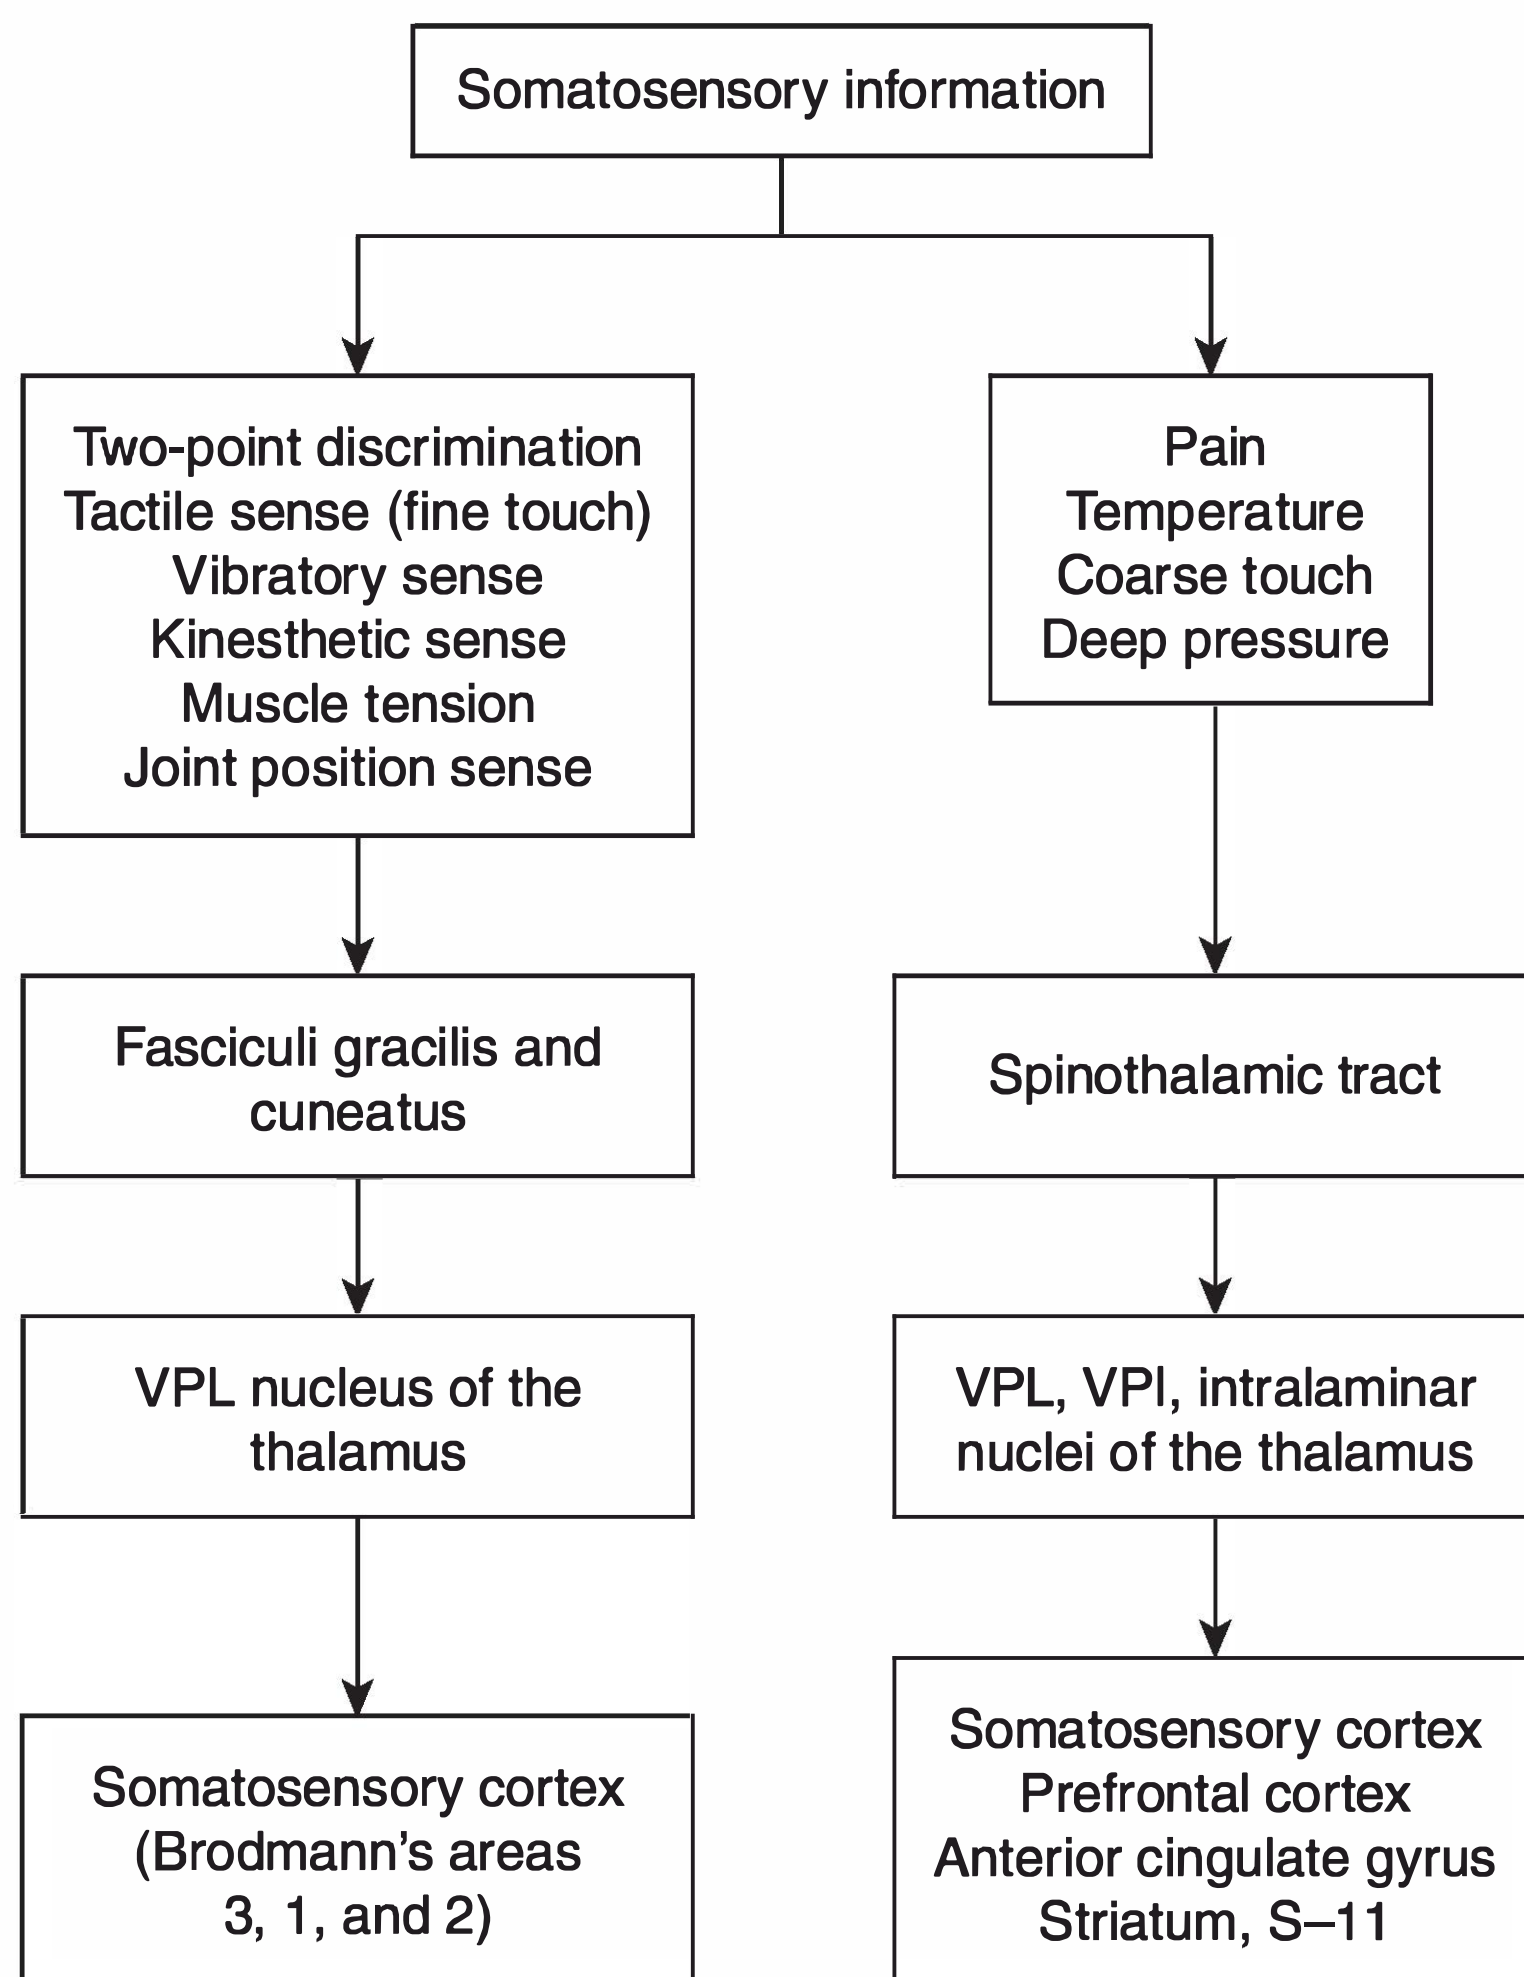 Somatosensory information
Two-point discrimination
Tactile sense (fine touch)
Vibratory sense
Kinesthetic sense
Muscle tension
Joint position sense
Pain
Temperature
Coarse touch
Deep pressure
Fasciculi gracilis and
cuneatus
Spinothalamic tract
VPL nucleus of the
thalamus
VPL, VPI, intralaminar
nuclei of the thalamus
Somatosensory cortex
(Brodmann’s areas
3, 1, and 2)
Somatosensory cortex
Prefrontal cortex
Anterior cingulate gyrus
Striatum, S–11